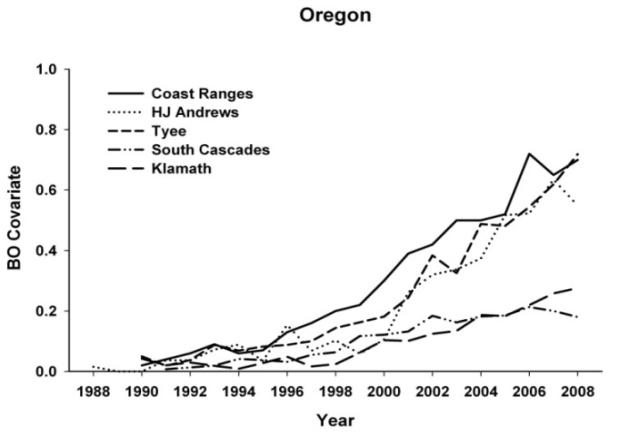 Oregon
1.0
0.8
0.6
0.4
0.2
0.0
BO Covariate
Coast Ranges
HJ Andrews
Tyee
South Cascades
Klamath
1988 1990 1992 1994 1996 1998 2000 2002 2004 2006 2008
Year